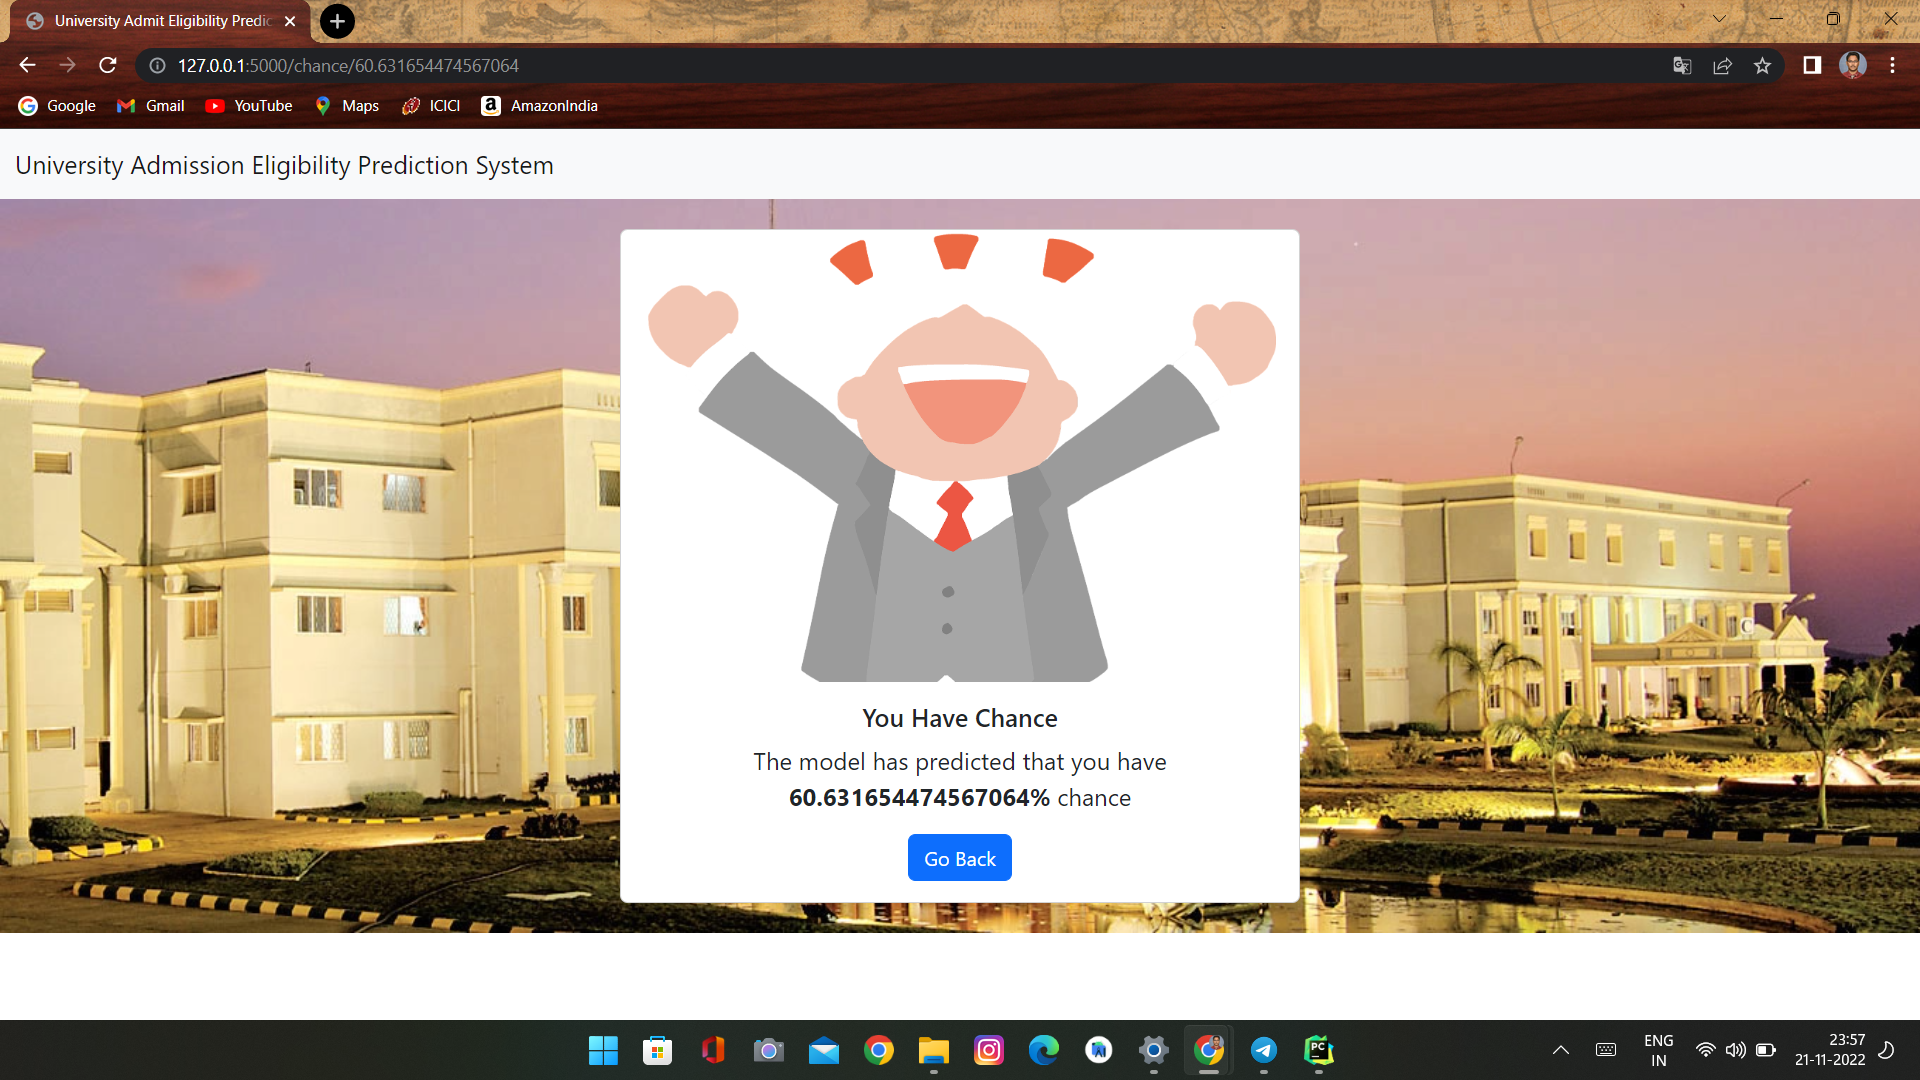 University Admit Eligibility Predic
127.0.0.1:5000/chance/60.631654474567064
Google
Gmail
YouTube
Maps
ICICI
AmazonIndia
University Admission Eligibility Prediction System
You Have Chance
The model has predicted that you have
60.631654474567064% chance
Go Back
ENG
IN
23:57
21-11-2022